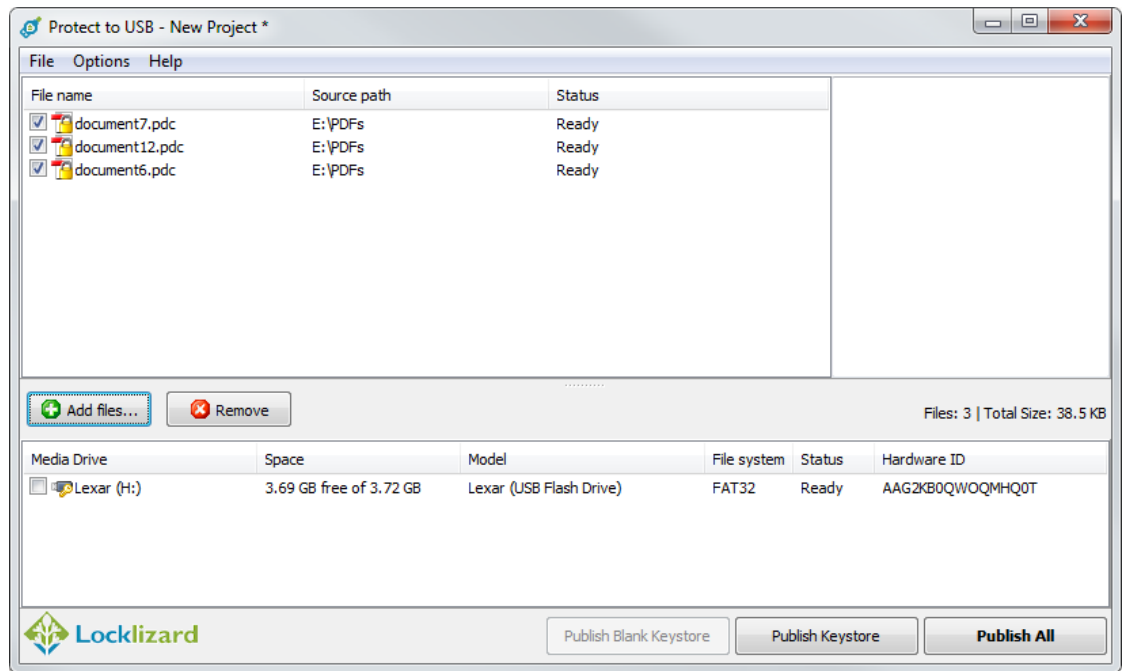 Protect to USB - New Project *
File Options Help
File name Source path Status
document7.pdc E:\PDFs Ready
document12.pdc E:\PDFs Ready
document6.pdc E:\PDFs Ready
Add files... Remove Files: 3 | Total Size: 38.5 KB
Media Drive Space Model File system Status Hardware ID
Lexar (H:) 3.69 GB free of 3.72 GB Lexar (USB Flash Drive) FAT32 Ready AAG2KB0QWOQMHQ0T
Locklizard Publish Blank Keystore Publish Keystore Publish All